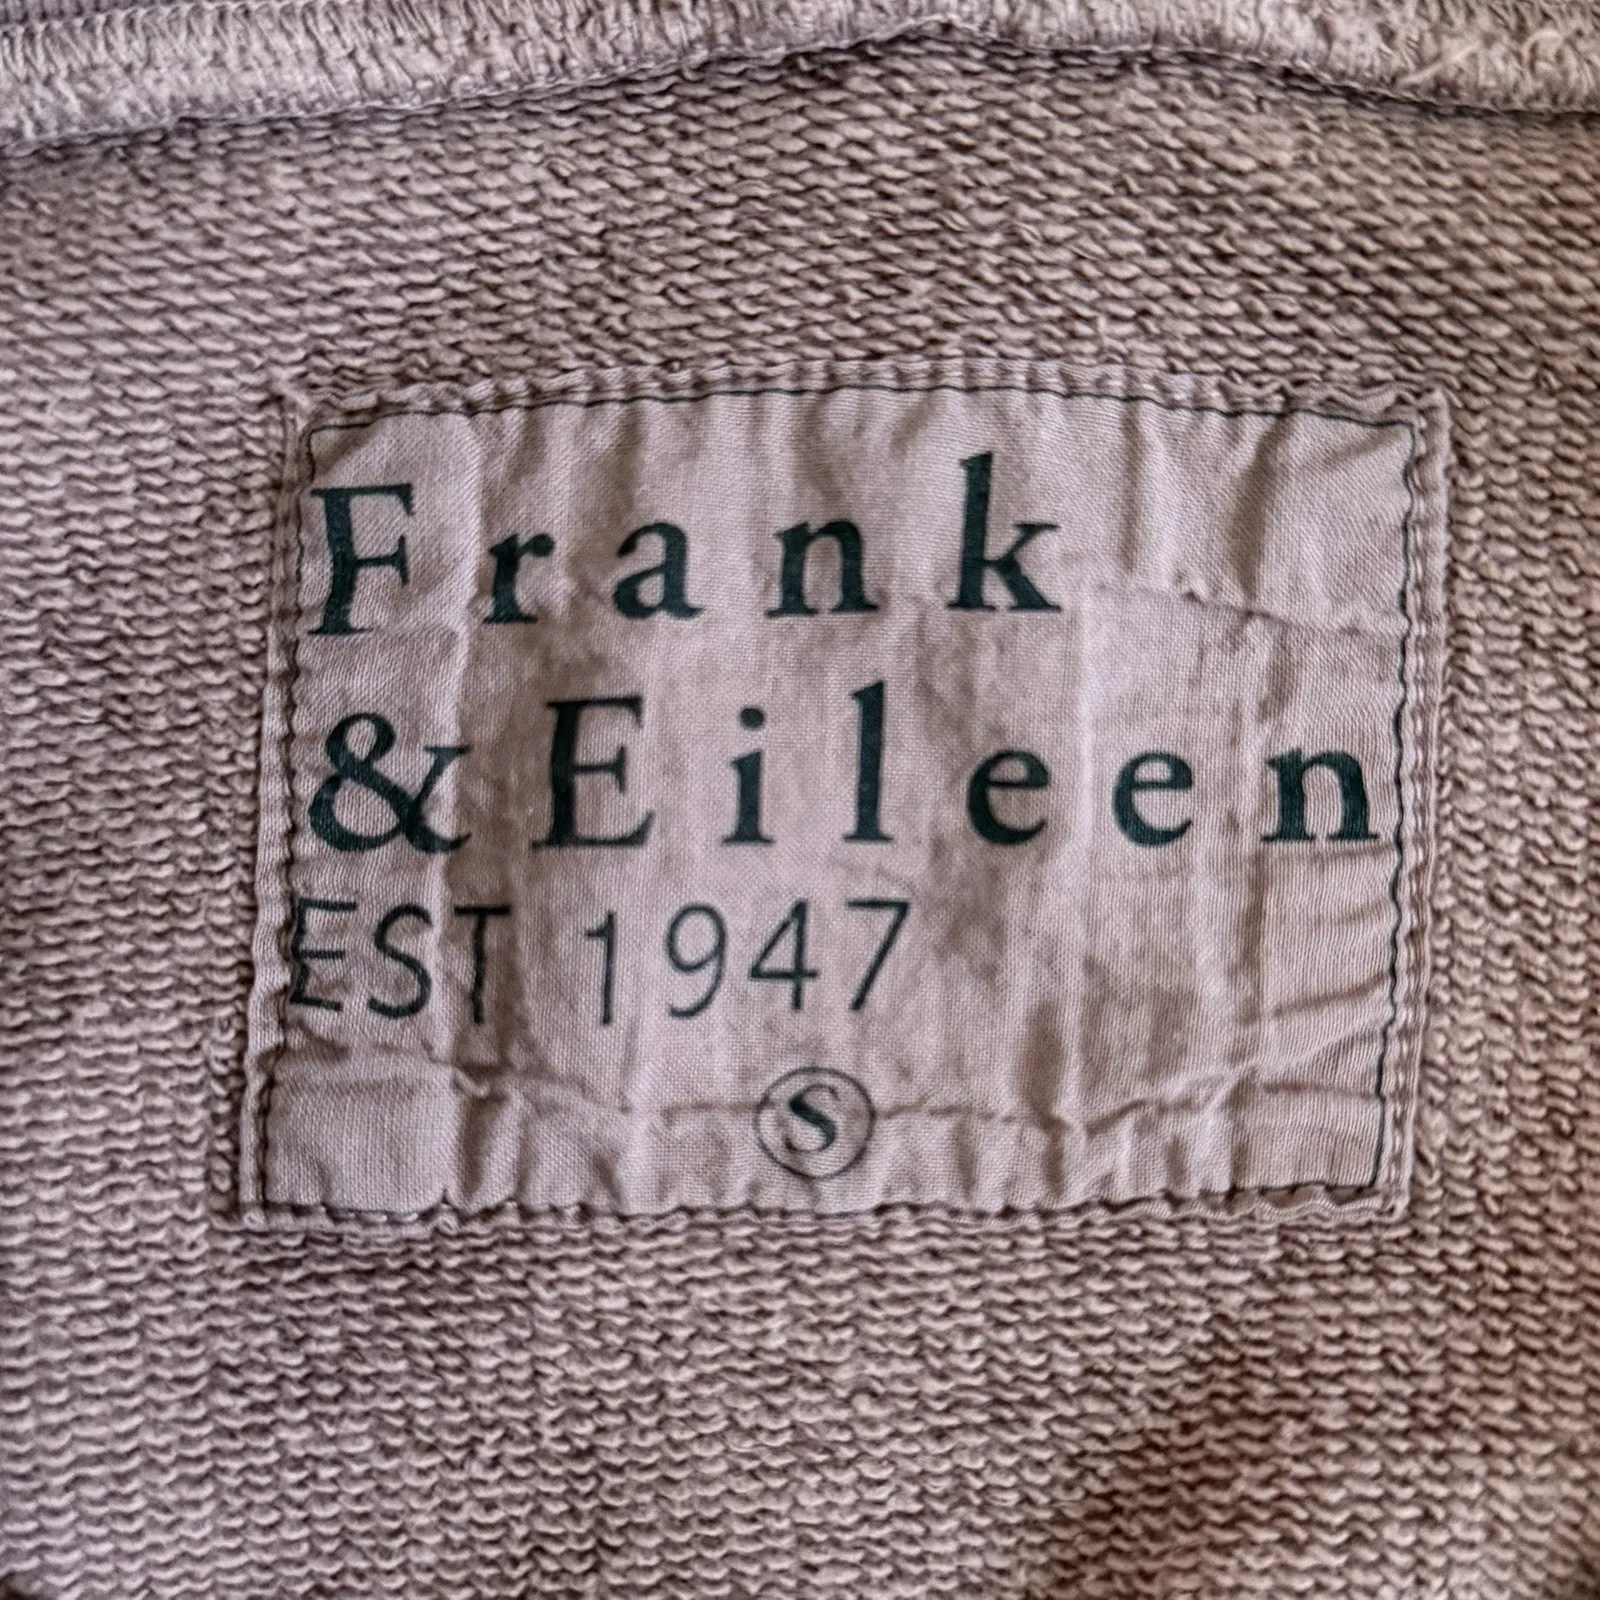 Frank
& Eileen
EST 1947
S